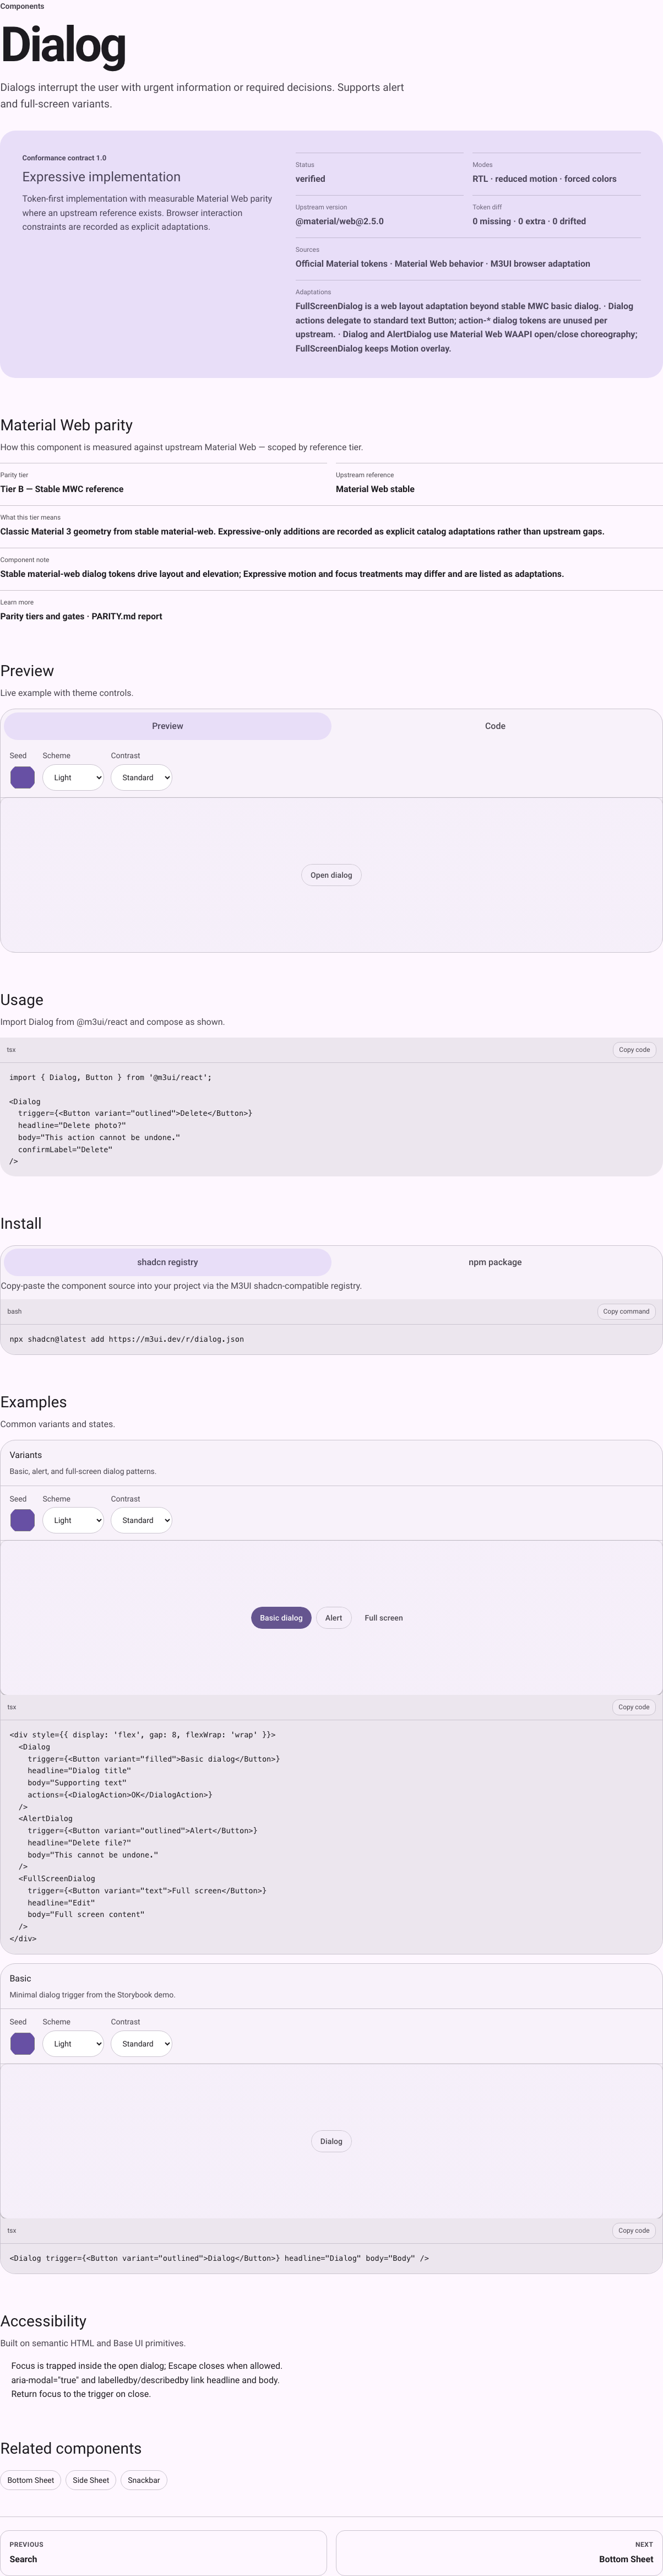 Components
Dialog
Dialogs interrupt the user with urgent information or required decisions. Supports alert
and full-screen variants.
Conformance contract 1.0
Expressive implementation
Token-first implementation with measurable Material Web parity
where an upstream reference exists. Browser interaction
constraints are recorded as explicit adaptations.
Status
verified
Modes
RTL · reduced motion · forced colors
Upstream version
@material/web@2.5.0
Token diff
0 missing · 0 extra · 0 drifted
Sources
Official Material tokens · Material Web behavior · M3UI browser adaptation
Adaptations
FullScreenDialog is a web layout adaptation beyond stable MWC basic dialog. · Dialog
actions delegate to standard text Button; action-* dialog tokens are unused per
upstream. · Dialog and AlertDialog use Material Web WAAPI open/close choreography;
FullScreenDialog keeps Motion overlay.
Material Web parity
How this component is measured against upstream Material Web — scoped by reference tier.
Parity tier
Tier B — Stable MWC reference
Upstream reference
Material Web stable
What this tier means
Classic Material 3 geometry from stable material-web. Expressive-only additions are recorded as explicit catalog adaptations rather than upstream gaps.
Component note
Stable material-web dialog tokens drive layout and elevation; Expressive motion and focus treatments may differ and are listed as adaptations.
Learn more
Parity tiers and gates · PARITY.md report
Preview
Live example with theme controls.
Preview
Code
Seed
Scheme
Contrast
Light
Standard
Open dialog
Usage
Import Dialog from @m3ui/react and compose as shown.
tsx
Copy code
import { Dialog, Button } from '@m3ui/react';
<Dialog
trigger={<Button variant="outlined">Delete</Button>}
headline="Delete photo?"
body="This action cannot be undone."
confirmLabel="Delete"
/>
Install
shadcn registry
npm package
Copy-paste the component source into your project via the M3UI shadcn-compatible registry.
bash
Copy command
npx shadcn@latest add https://m3ui.dev/r/dialog.json
Examples
Common variants and states.
Variants
Basic, alert, and full-screen dialog patterns.
Seed
Scheme
Contrast
Light
Standard
Basic dialog
Alert
Full screen
tsx
Copy code
<div style={{ display: 'flex', gap: 8, flexWrap: 'wrap' }}>
<Dialog
trigger={<Button variant="filled">Basic dialog</Button>}
headline="Dialog title"
body="Supporting text"
actions={<DialogAction>OK</DialogAction>}
/>
<AlertDialog
trigger={<Button variant="outlined">Alert</Button>}
headline="Delete file?"
body="This cannot be undone."
/>
<FullScreenDialog
trigger={<Button variant="text">Full screen</Button>}
headline="Edit"
body="Full screen content"
/>
</div>
Basic
Minimal dialog trigger from the Storybook demo.
Seed
Scheme
Contrast
Light
Standard
Dialog
tsx
Copy code
<Dialog trigger={<Button variant="outlined">Dialog</Button>} headline="Dialog" body="Body" />
Accessibility
Built on semantic HTML and Base UI primitives.
Focus is trapped inside the open dialog; Escape closes when allowed.
aria-modal="true" and labelledby/describedby link headline and body.
Return focus to the trigger on close.
Related components
Bottom Sheet
Side Sheet
Snackbar
PREVIOUS
Search
NEXT
Bottom Sheet